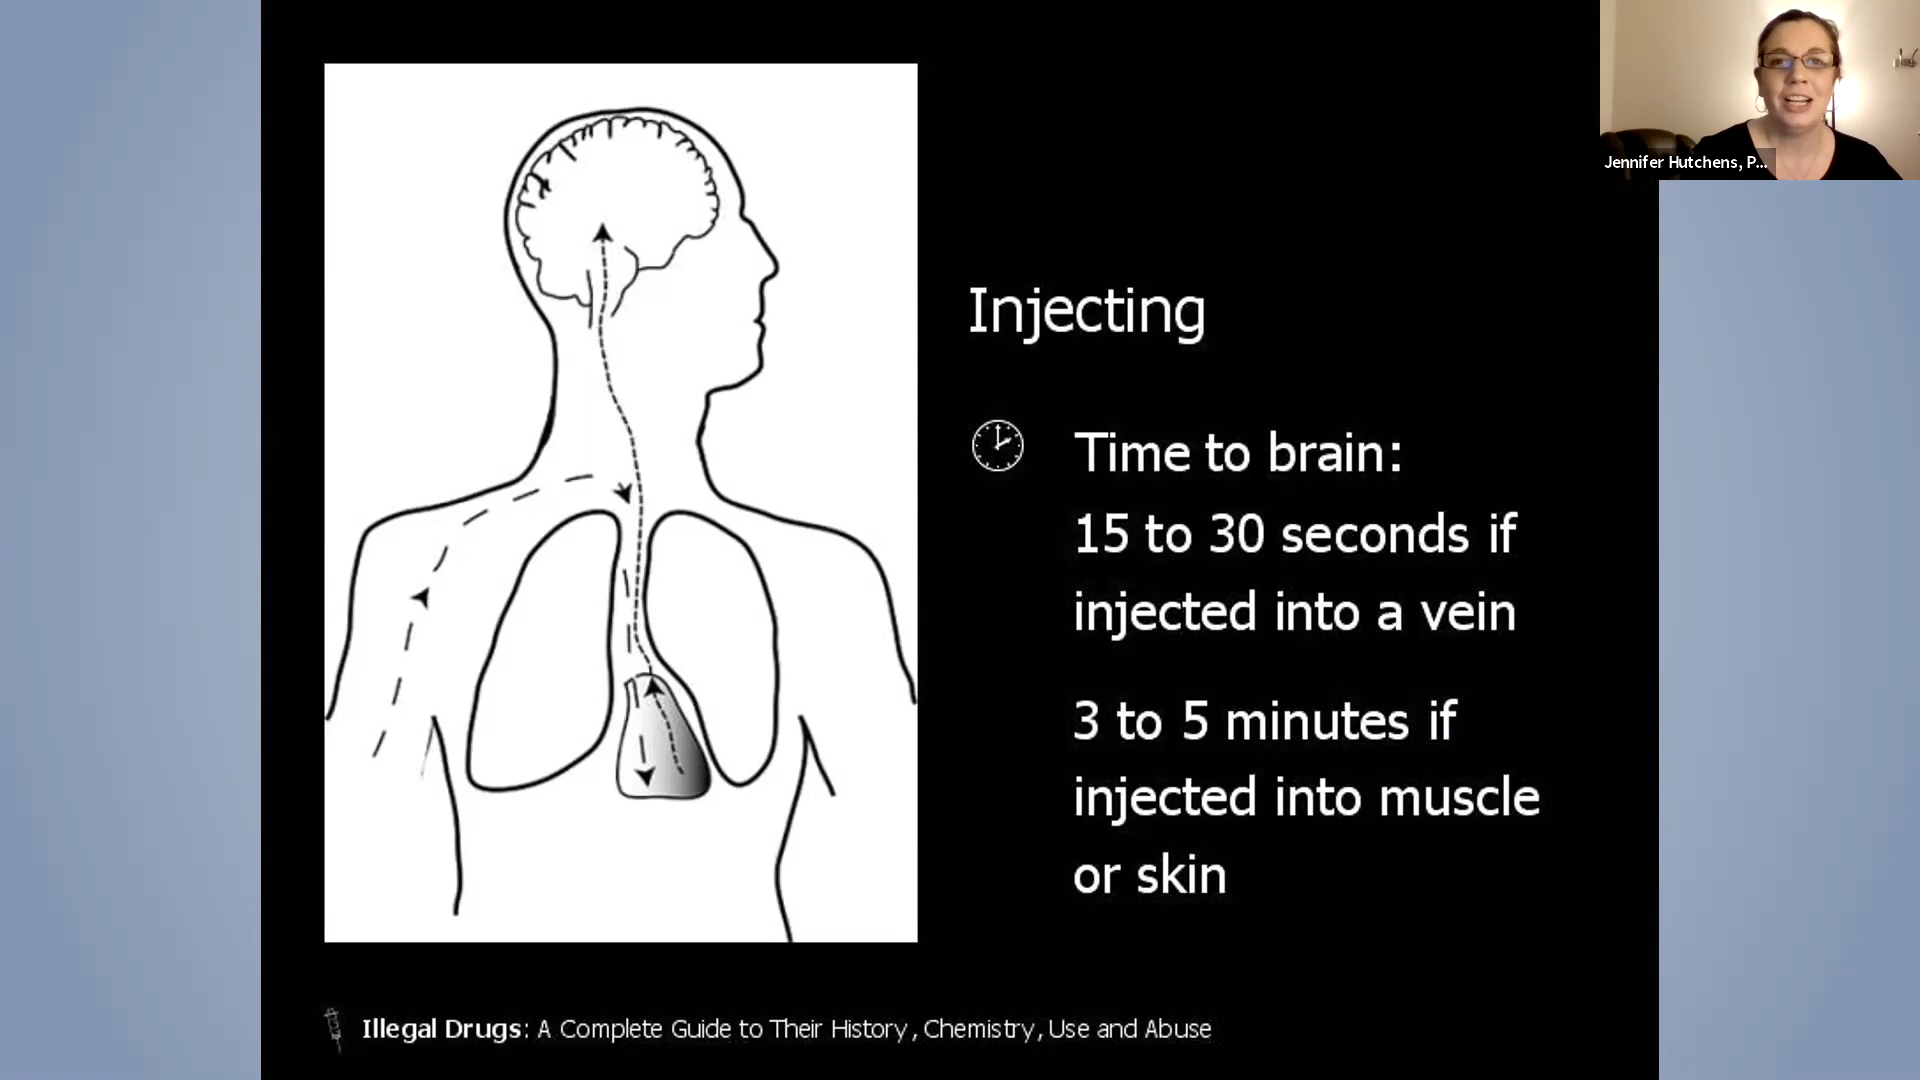 Jennifer Hutchens, P...
Injecting
Time to brain:
15 to 30 seconds if
injected into a vein
3 to 5 minutes if
injected into muscle
or skin
Illegal Drugs: A Complete Guide to Their History, Chemistry, Use and Abuse